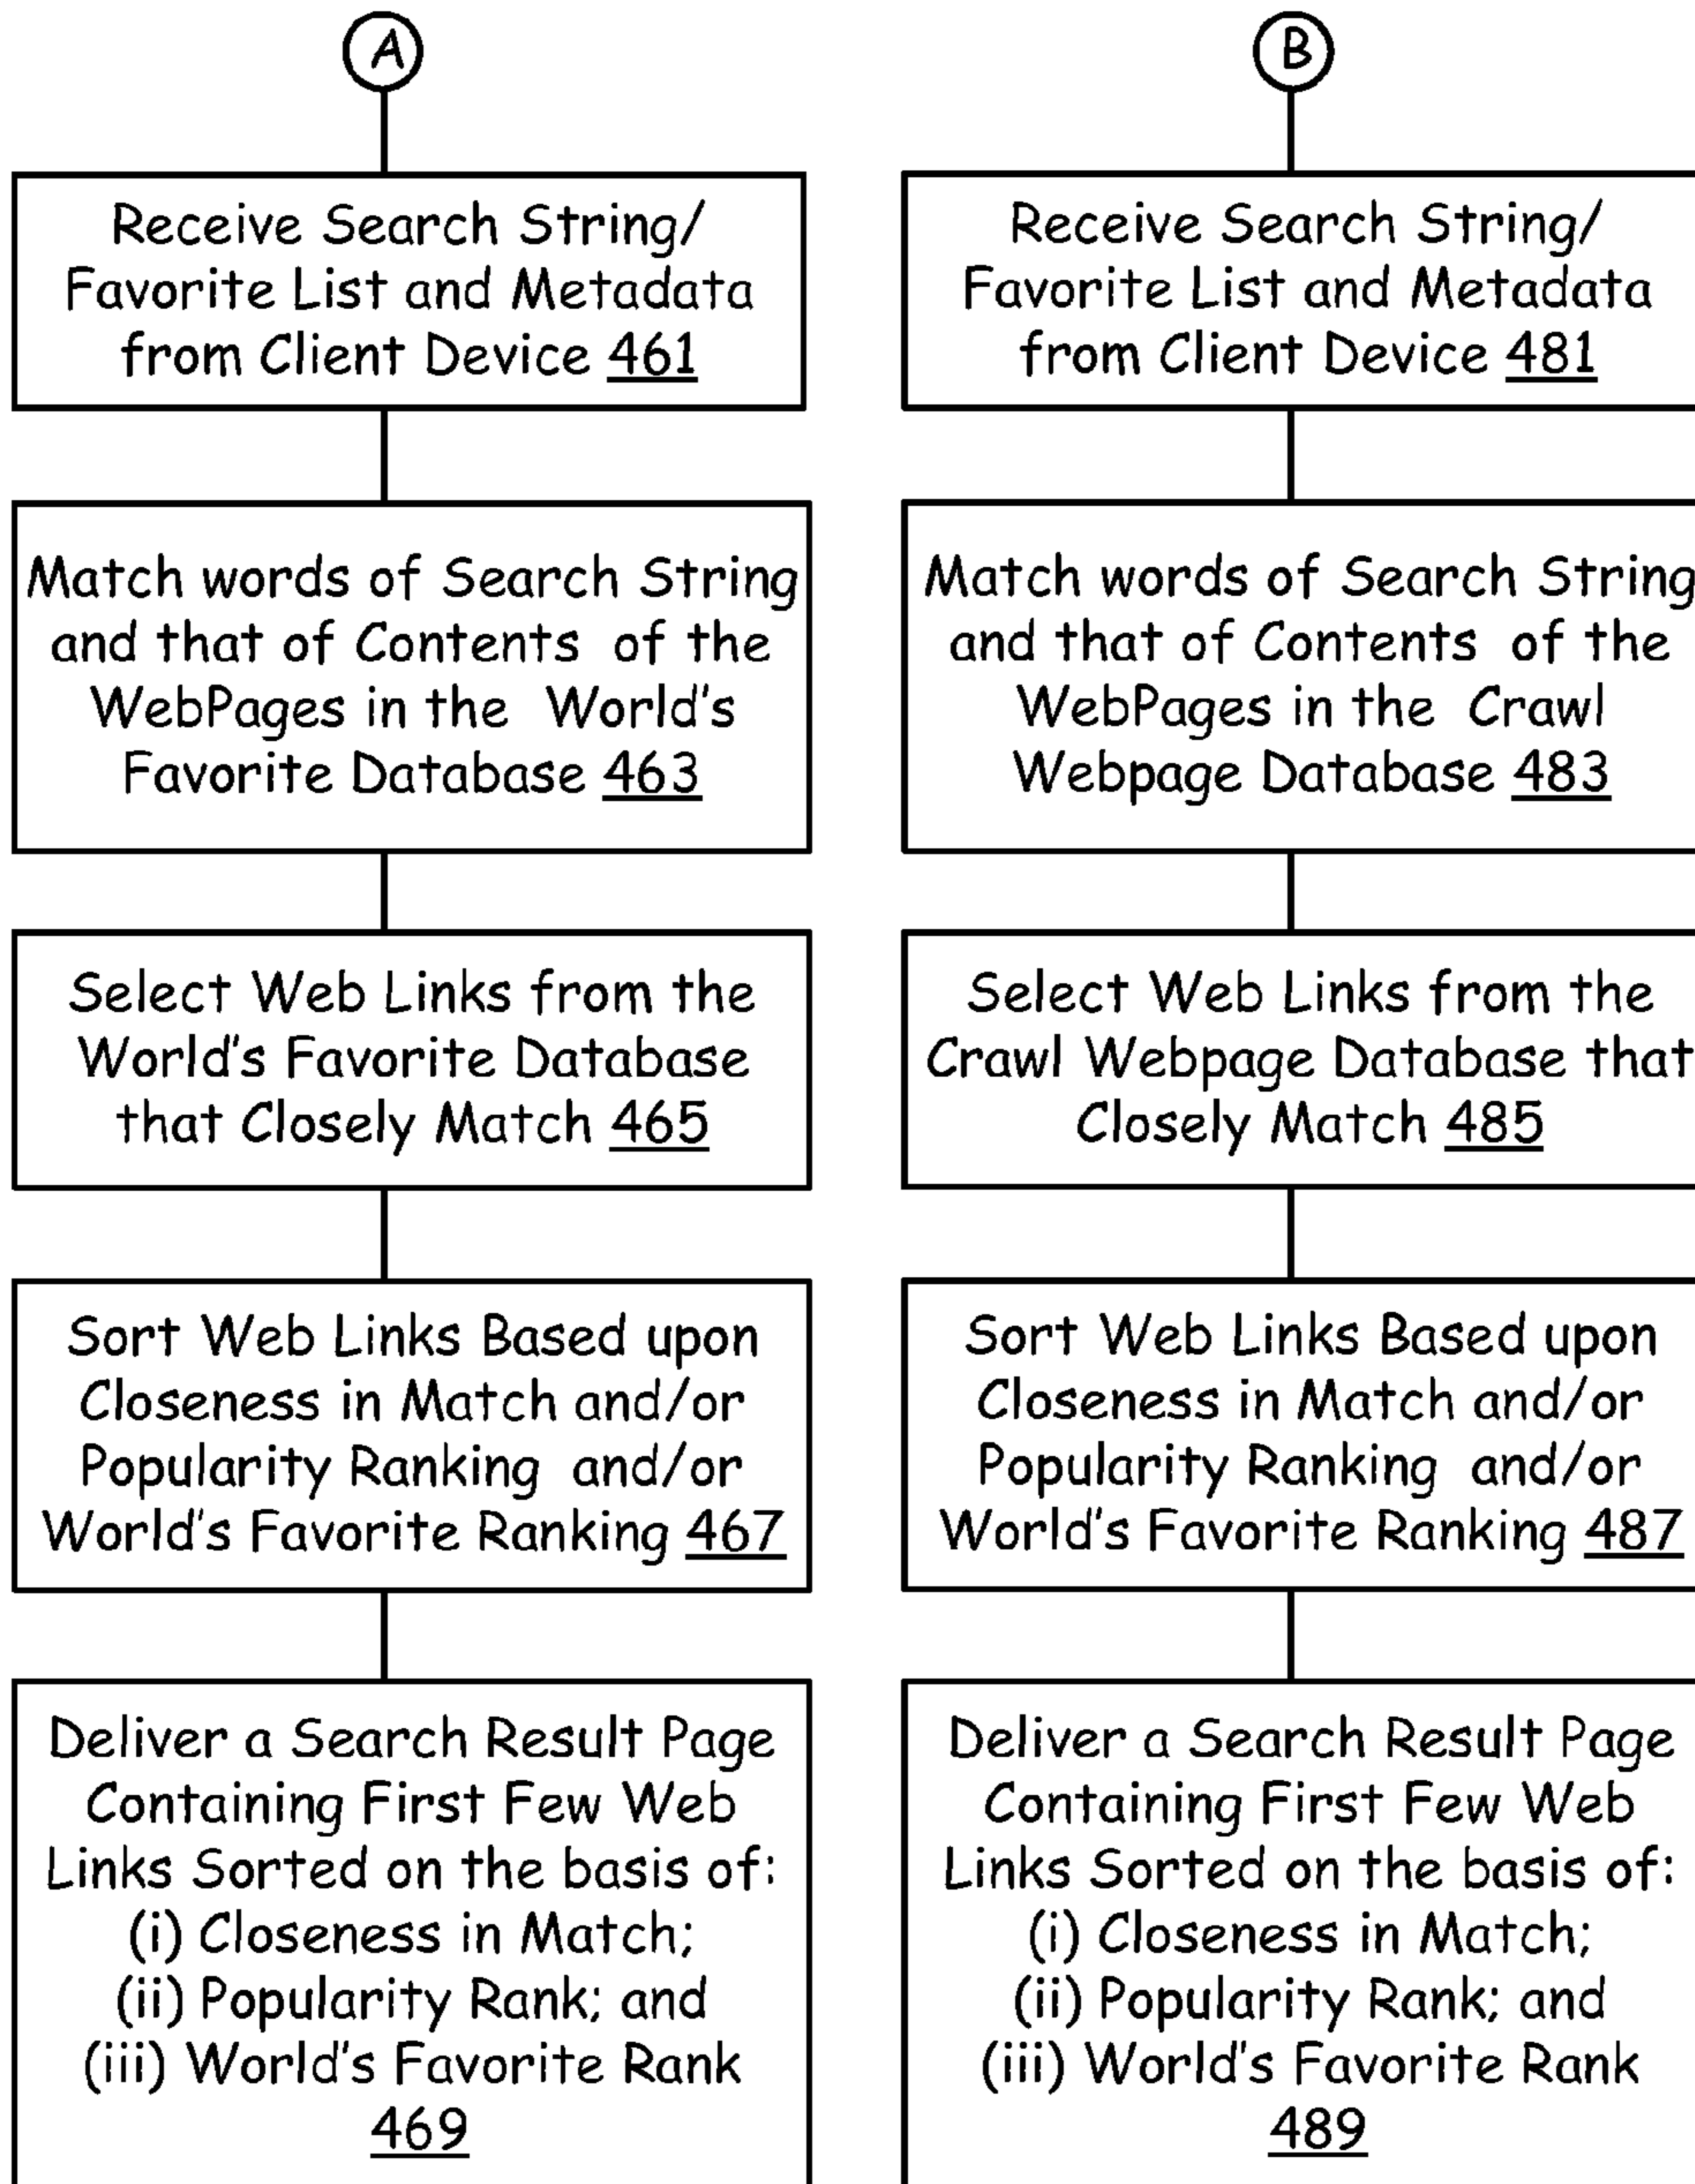 A
Receive Search String/
Favorite List and Metadata
from Client Device 461
Match words of Search String
and that of Contents of the
WebPages in the World's
Favorite Database 463
Select Web Links from the
World's Favorite Database
that Closely Match 465
Sort Web Links Based upon
Closeness in Match and/or
Popularity Ranking and/or
World's Favorite Ranking 467
Deliver a Search Result Page
Containing First Few Web
Links Sorted on the basis of:
(i) Closeness in Match;
(ii) Popularity Rank; and
(iii) World's Favorite Rank
469
B
Receive Search String/
Favorite List and Metadata
from Client Device 481
Match words of Search String
and that of Contents of the
WebPages in the Crawl
Webpage Database 483
Select Web Links from the
Crawl Webpage Database that
Closely Match 485
Sort Web Links Based upon
Closeness in Match and/or
Popularity Ranking and/or
World's Favorite Ranking 487
Deliver a Search Result Page
Containing First Few Web
Links Sorted on the basis of:
(i) Closeness in Match;
(ii) Popularity Rank; and
(iii) World's Favorite Rank
489